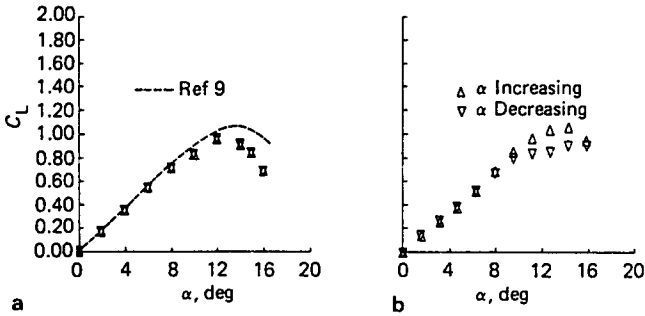 2.00
1.80
1.60
1.40
1.20
1.00
0.80
0.60
0.40
0.20
0.00
C_L
Ref 9
0 4 8 12 16 20
α, deg
a
α Increasing
α Decreasing
0 4 8 12 16 20
α, deg
b